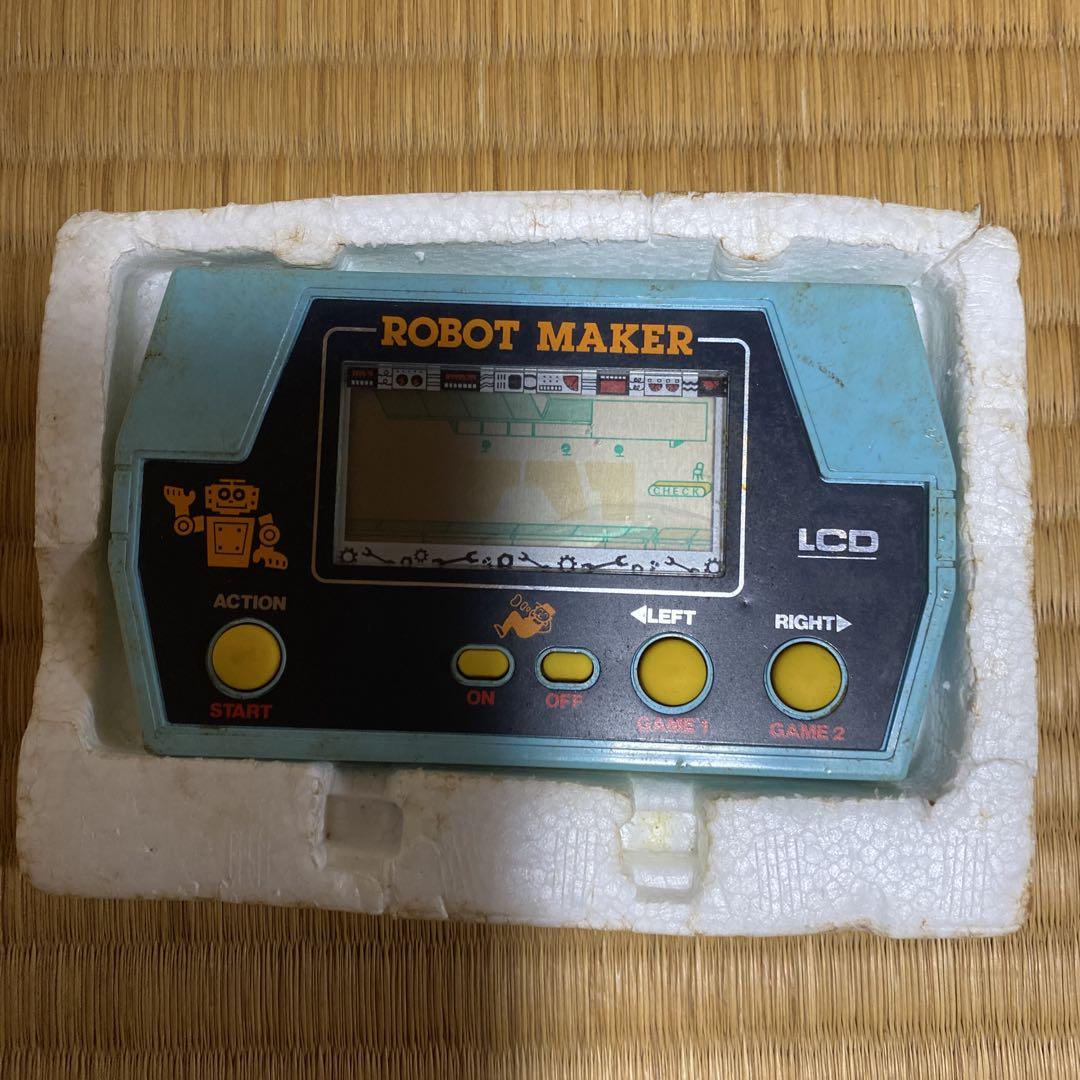 ROBOT MAKER
CHECK
LCD
ACTION
START
ON
OFF
◀LEFT
GAME 1
RIGHT▶
GAME 2